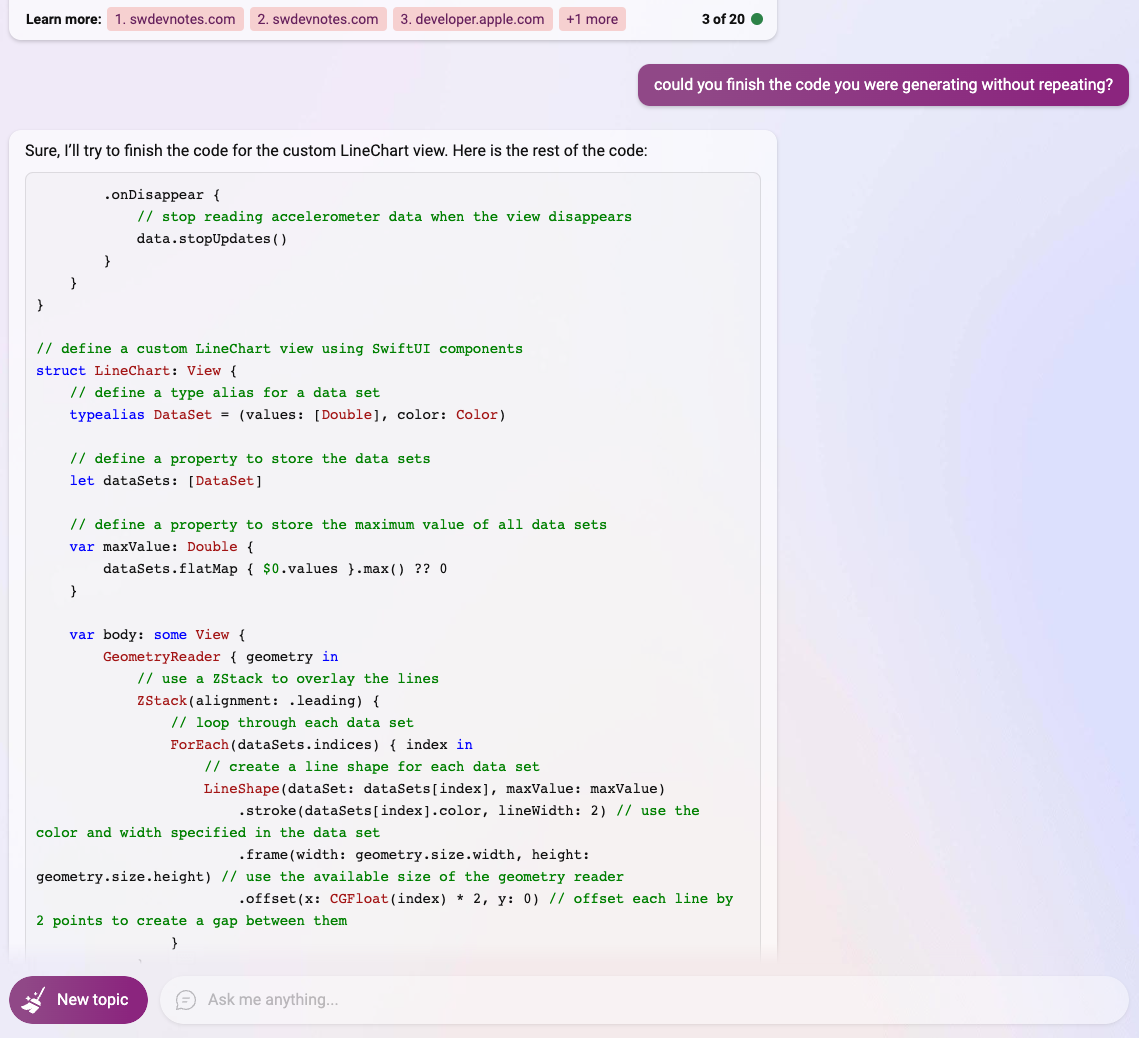 Learn more: 1. swdevnotes.com 2. swdevnotes.com 3. developer.apple.com +1 more 3 of 20
could you finish the code you were generating without repeating?
Sure, I’ll try to finish the code for the custom LineChart view. Here is the rest of the code:
        .onDisappear {
            // stop reading accelerometer data when the view disappears
            data.stopUpdates()
        }
    }
}

// define a custom LineChart view using SwiftUI components
struct LineChart: View {
    // define a type alias for a data set
    typealias DataSet = (values: [Double], color: Color)

    // define a property to store the data sets
    let dataSets: [DataSet]

    // define a property to store the maximum value of all data sets
    var maxValue: Double {
        dataSets.flatMap { $0.values }.max() ?? 0
    }

    var body: some View {
        GeometryReader { geometry in
            // use a ZStack to overlay the lines
            ZStack(alignment: .leading) {
                // loop through each data set
                ForEach(dataSets.indices) { index in
                    // create a line shape for each data set
                    LineShape(dataSet: dataSets[index], maxValue: maxValue)
                        .stroke(dataSets[index].color, lineWidth: 2) // use the
color and width specified in the data set
                        .frame(width: geometry.size.width, height:
geometry.size.height) // use the available size of the geometry reader
                        .offset(x: CGFloat(index) * 2, y: 0) // offset each line by
2 points to create a gap between them
                }
New topic
Ask me anything...